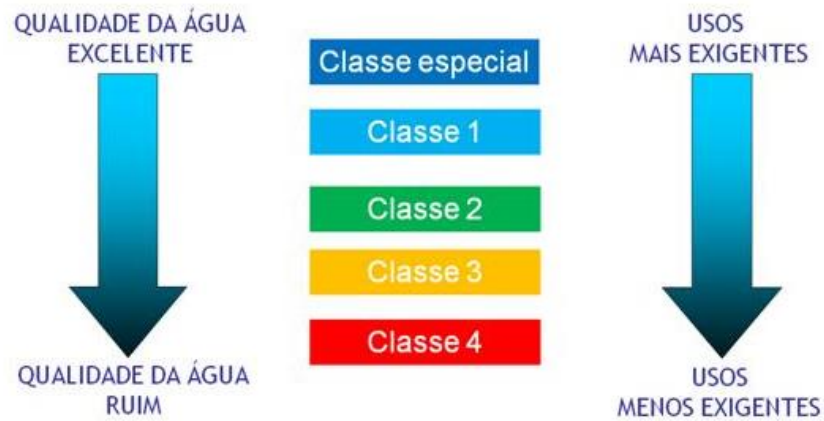 QUALIDADE DA ÁGUA
EXCELENTE
USOS
MAIS EXIGENTES
Classe especial
Classe 1
Classe 2
Classe 3
Classe 4
QUALIDADE DA ÁGUA
RUIM
USOS
MENOS EXIGENTES